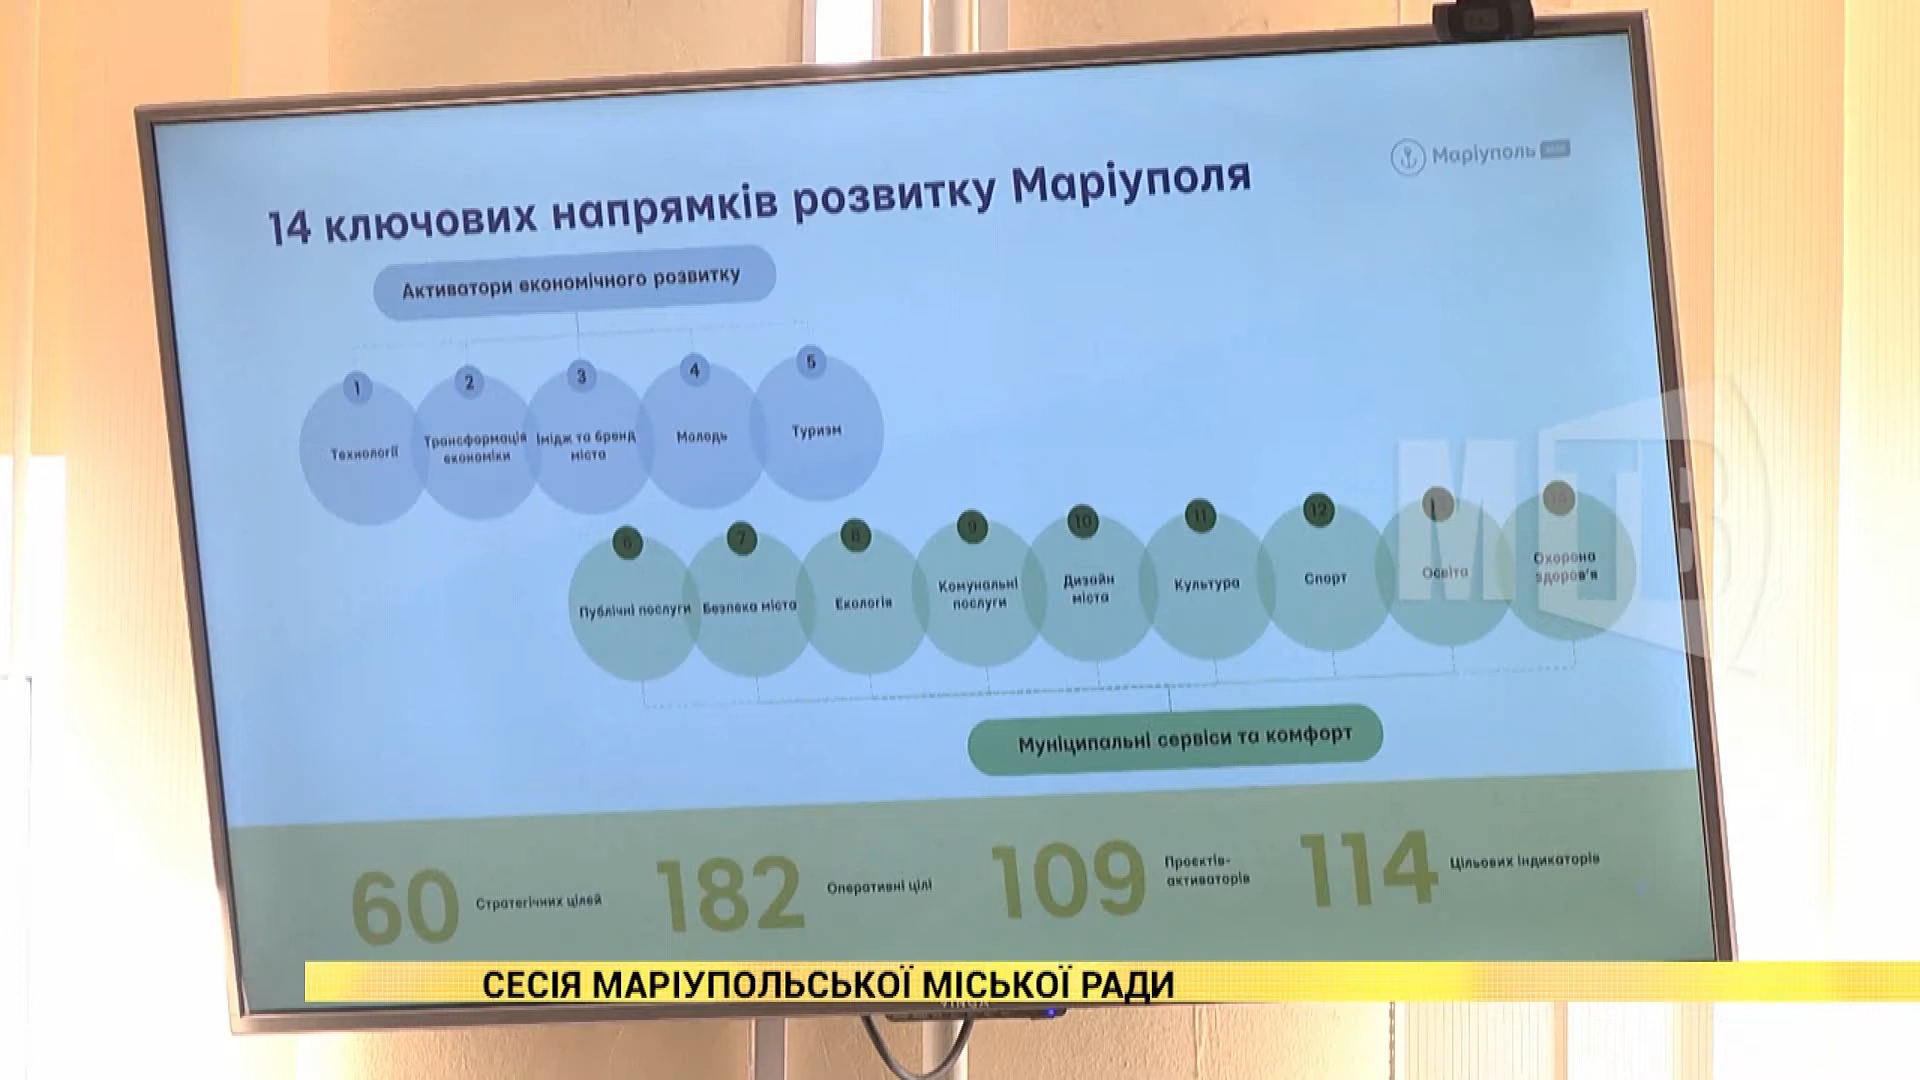 Маріуполь
14 ключових напрямків розвитку Маріуполя
Активатори економічного розвитку
1
2
3
4
5
Технології
Трансформація
економіки
Імідж та бренд
міста
Молодь
Туризм
6
7
8
9
10
11
12
Публічні послуги
Безпека міста
Екологія
Комунальні
послуги
Дизайн
міста
Культура
Спорт
Освіта
Охорона
здоров'я
МТВ
Муніципальні сервіси та комфорт
60 Стратегічних цілей
182 Оперативні цілі
109 Проєктів-
активаторів
114 Цільових індикаторів
СЕСІЯ МАРІУПОЛЬСЬКОЇ МІСЬКОЇ РАДИ